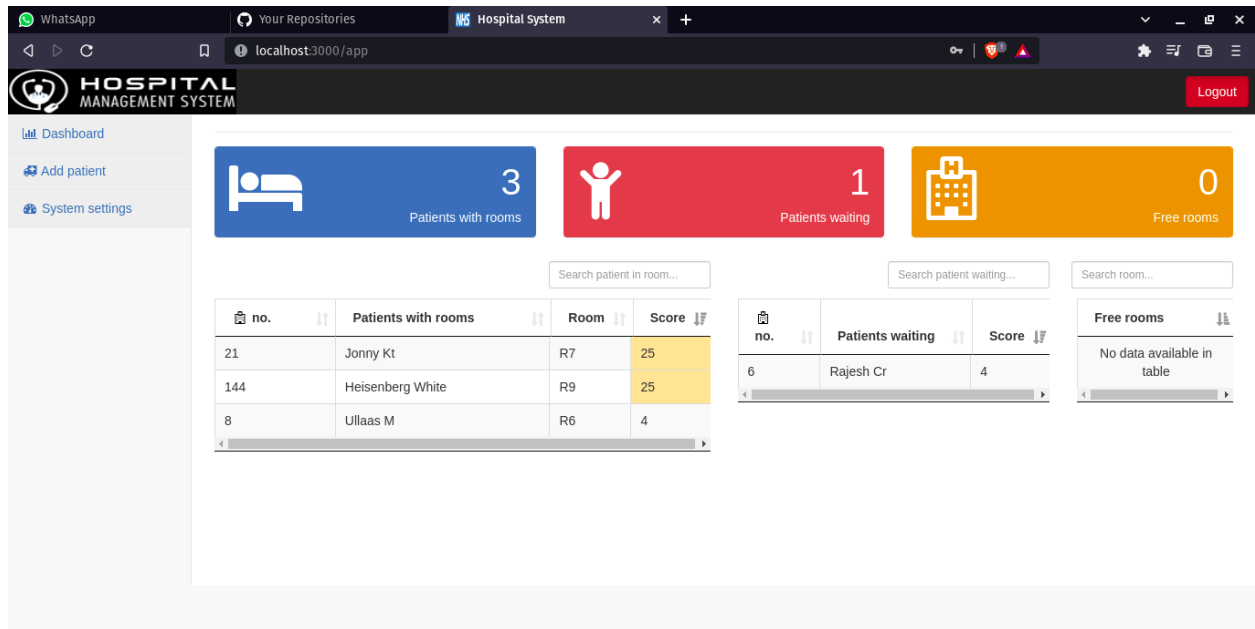 WhatsApp
Your Repositories
NHS Hospital System
localhost:3000/app
1
HOSPITAL
MANAGEMENT SYSTEM
Logout
Dashboard
Add patient
System settings
3
Patients with rooms
1
Patients waiting
H
0
Free rooms
Search patient in room...
no. Patients with rooms Room Score
21 Jonny Kt R7 25
144 Heisenberg White R9 25
8 Ullaas M R6 4
Search patient waiting...
no. Patients waiting Score
6 Rajesh Cr 4
Search room...
Free rooms
No data available in
table